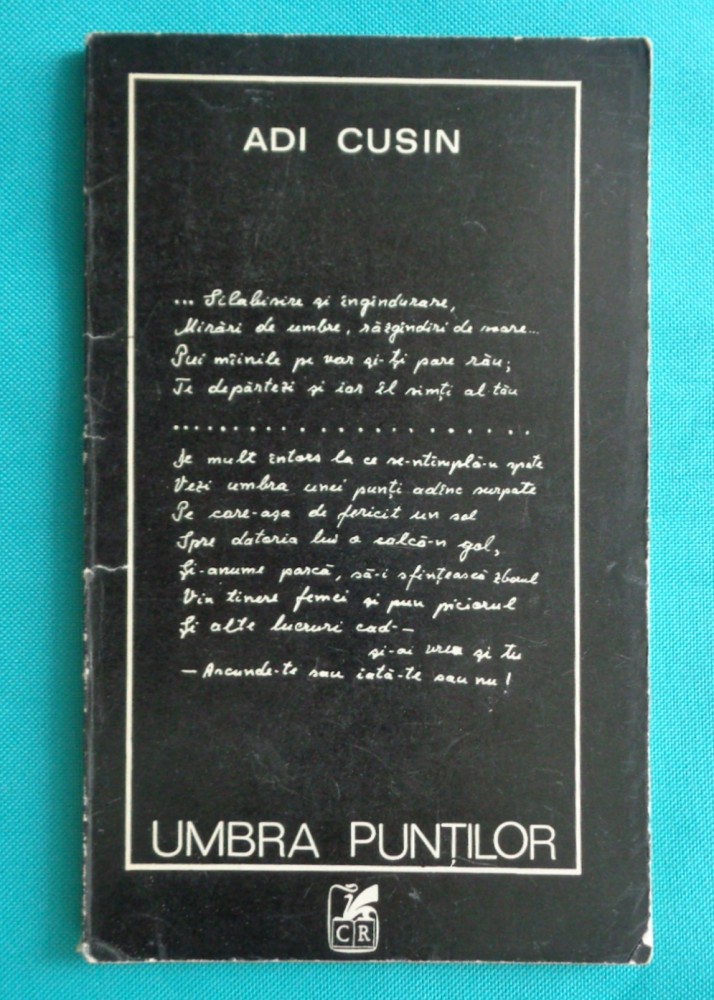 ADI CUSIN
... Silabisire și îngîndurare,
Mirări de umbre, răzgîndiri de soare...
Pui mîinile pe var și-ți pare rău;
Te depărtezi și iar îl simți al tău
......................
De mult întors la ce se-ntîmplă-n spate
Vezi umbra unei punți adînc surpate
Pe care-așa de fericit un sol
Spre datoria lui o calcă-n gol,
Și-anume parcă, să-i sfințească zborul
Vin tinere femei și pun piciorul
Și alte lucruri cad -
și-ai vrea și tu
- Ascunde-te sau iată-te sau nu!
UMBRA PUNȚILOR
CR